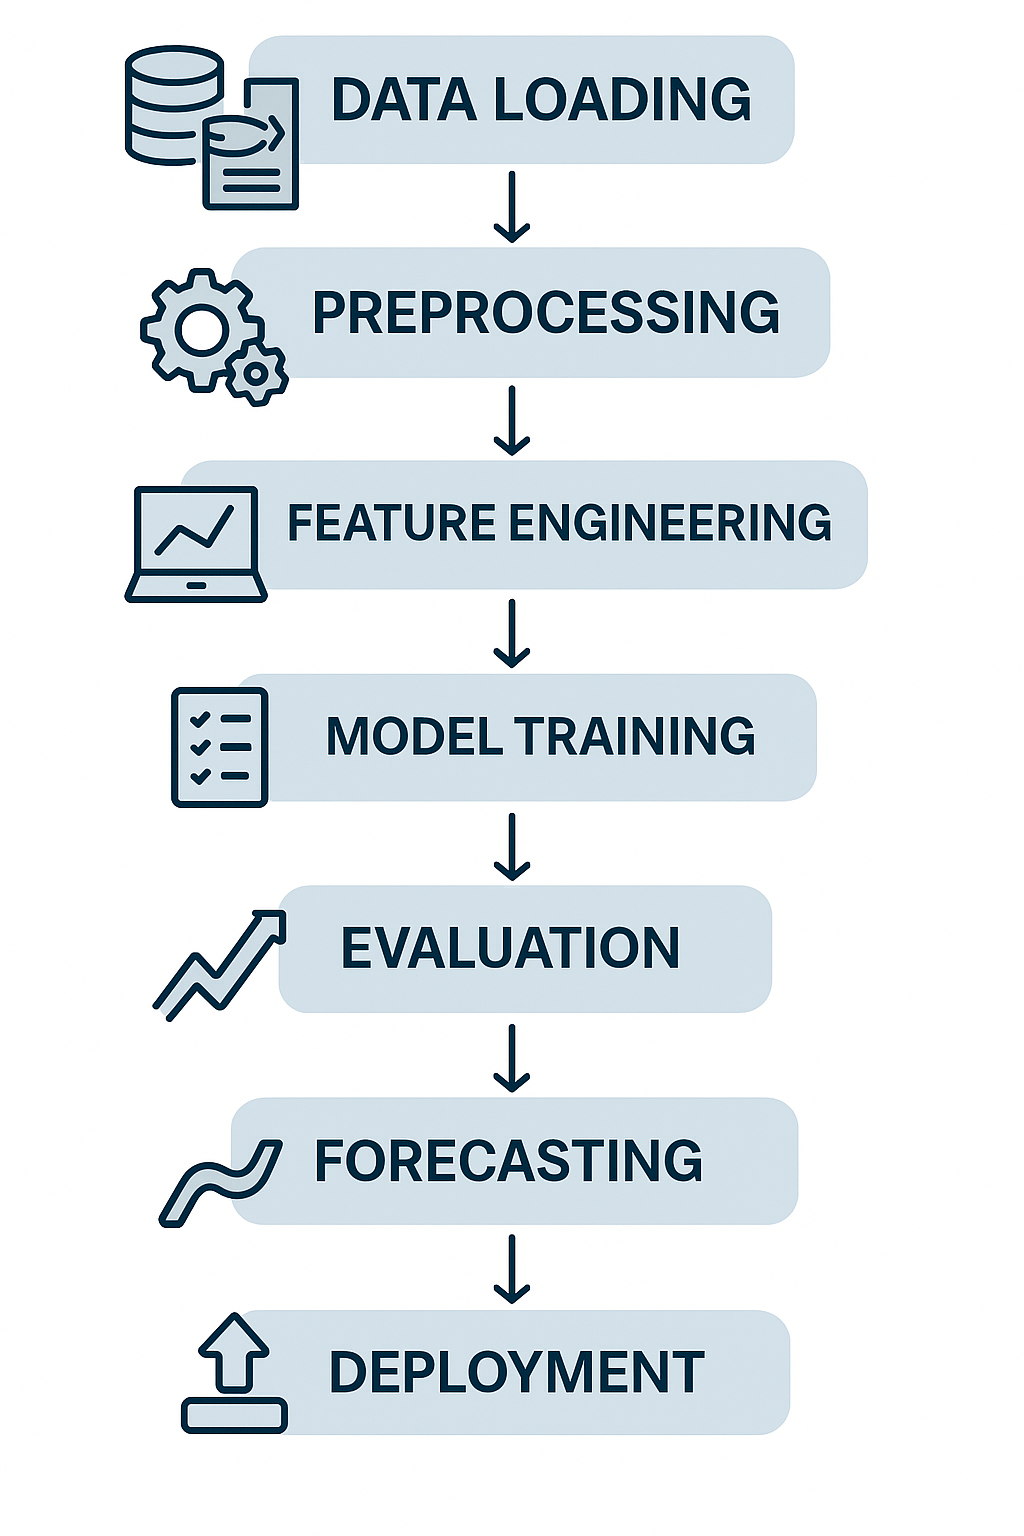 DATA LOADING
PREPROCESSING
FEATURE ENGINEERING
MODEL TRAINING
EVALUATION
FORECASTING
DEPLOYMENT